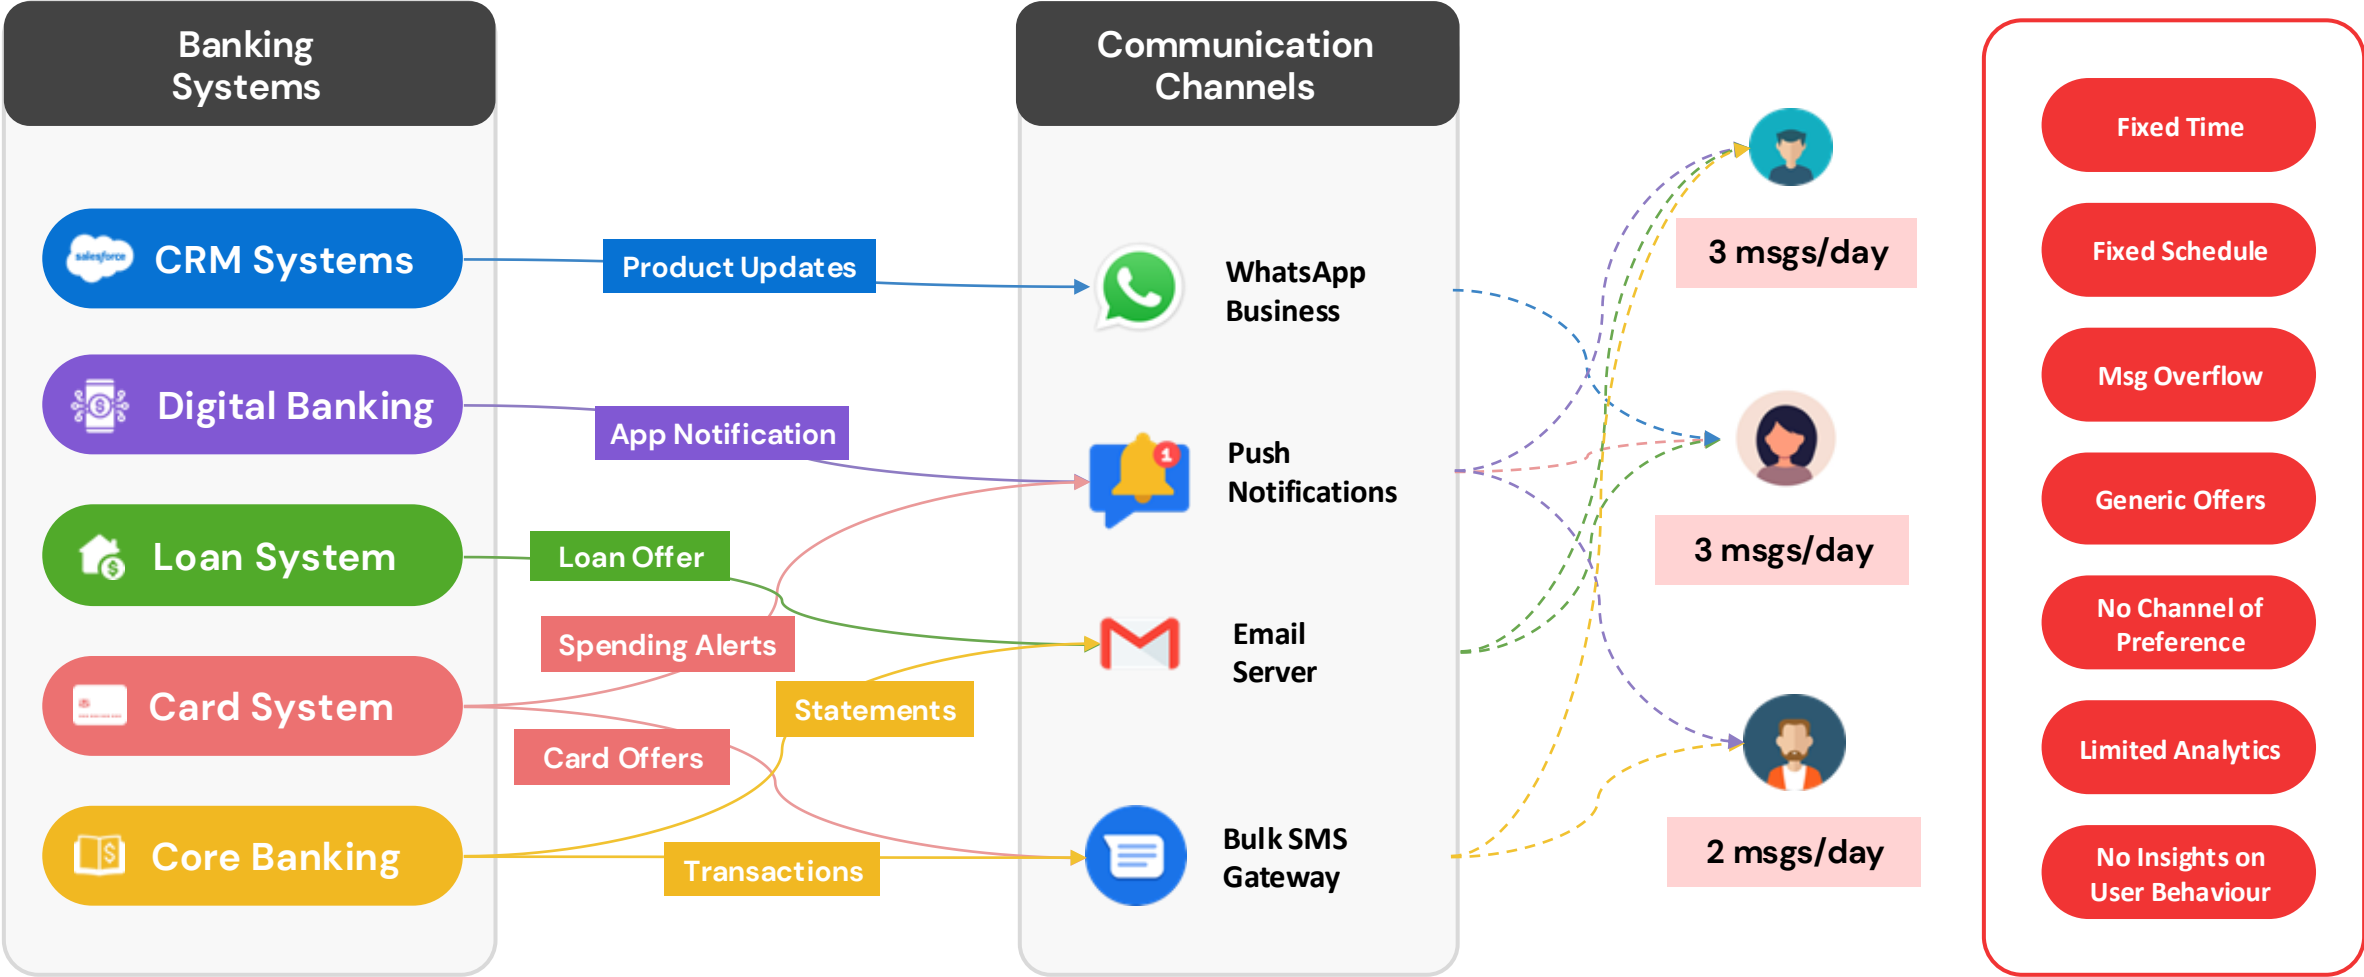 Banking
Systems
salesforce
CRM Systems
Digital Banking
Loan System
Card System
Core Banking
Product Updates
App Notification
Loan Offer
Spending Alerts
Statements
Card Offers
Transactions
Communication
Channels
WhatsApp
Business
1
Push
Notifications
Email
Server
Bulk SMS
Gateway
3 msgs/day
3 msgs/day
2 msgs/day
Fixed Time
Fixed Schedule
Msg Overflow
Generic Offers
No Channel of
Preference
Limited Analytics
No Insights on
User Behaviour